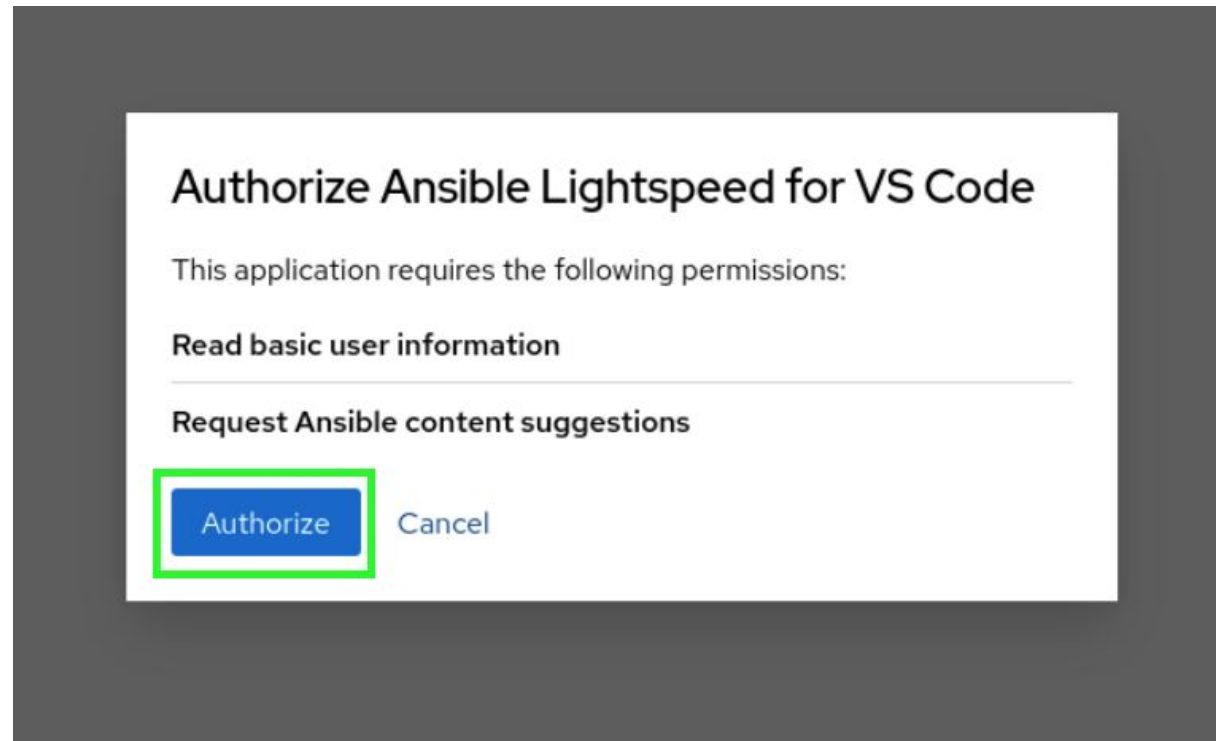 Authorize Ansible Lightspeed for VS Code
This application requires the following permissions:
Read basic user information
Request Ansible content suggestions
Authorize Cancel